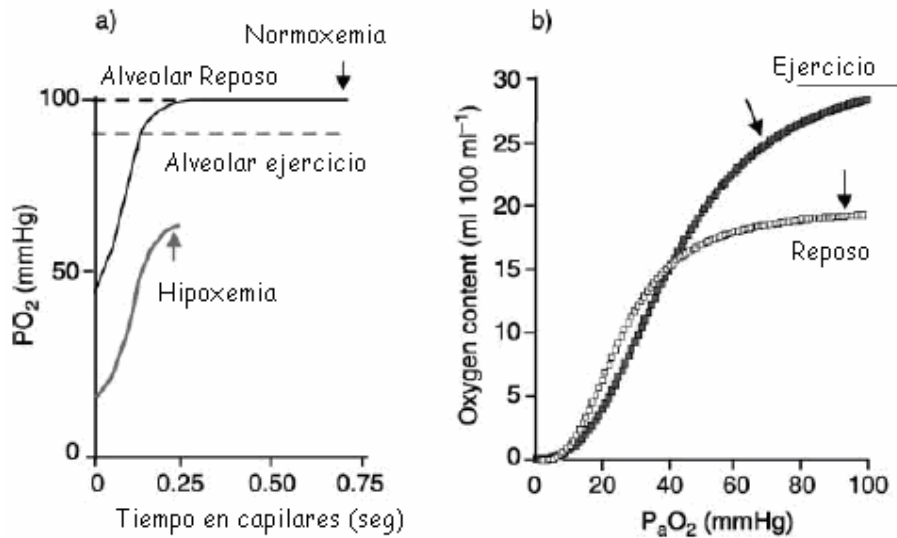 a)
Normoxemia
Alveolar Reposo
100
Alveolar ejercicio
50
Hipoxemia
0
PO2 (mmHg)
0 0.25 0.5 0.75
Tiempo en capilares (seg)
b)
Ejercicio
30
25
20
15
10
5
0
Reposo
Oxygen content (ml 100 ml⁻¹)
0 20 40 60 80 100
PaO2 (mmHg)